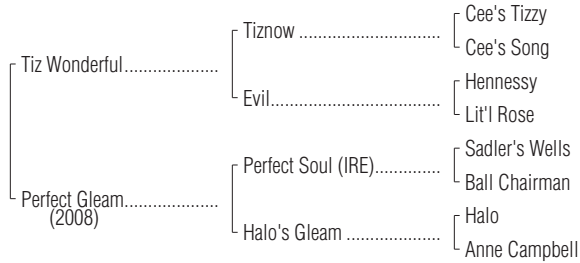 Cee's Tizzy
Tiznow
Cee's Song
Tiz Wonderful
Hennessy
Evil
Lit'l Rose
Sadler's Wells
Perfect Soul (IRE)
Ball Chairman
Perfect Gleam
(2008)
Halo
Halo's Gleam
Anne Campbell